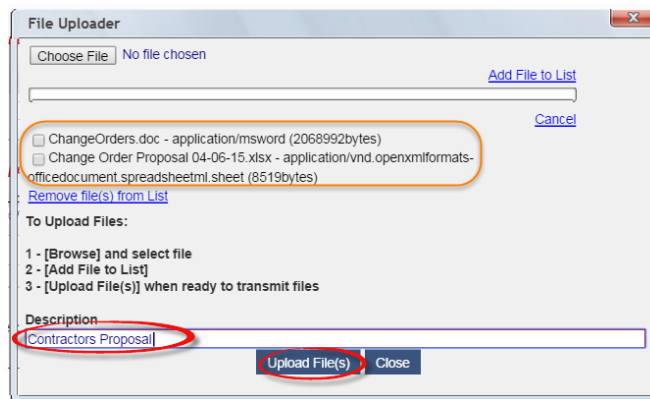 File Uploader
Choose File No file chosen
Add File to List
Cancel
ChangeOrders.doc - application/msword (2068992bytes)
Change Order Proposal 04-06-15.xlsx - application/vnd.openxmlformats-
officedocument.spreadsheetml.sheet (8519bytes)
Remove file(s) from List
To Upload Files:
1 - [Browse] and select file
2 - [Add File to List]
3 - [Upload File(s)] when ready to transmit files
Description
Contractors Proposal
Upload File(s) Close